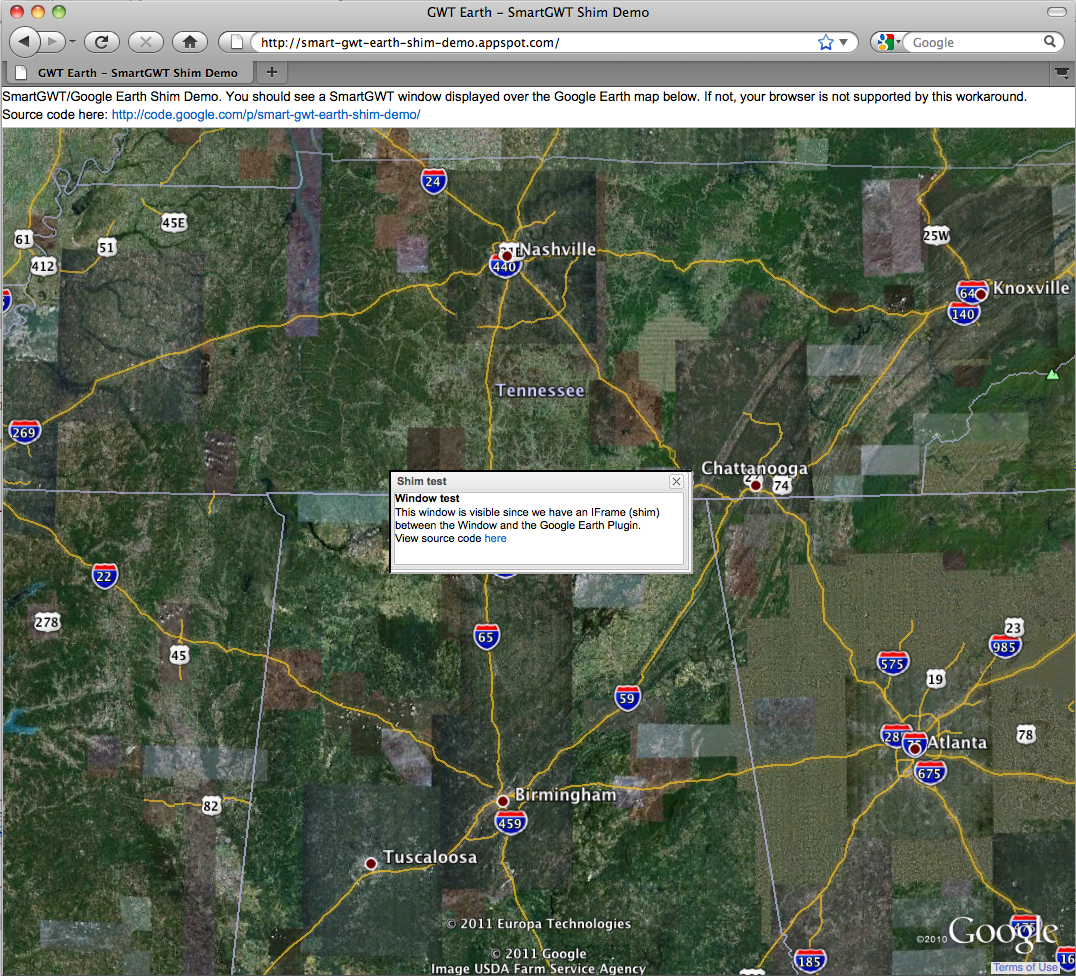 GWT Earth – SmartGWT Shim Demo
http://smart-gwt-earth-shim-demo.appspot.com/
Google
GWT Earth – SmartGWT Shim Demo
SmartGWT/Google Earth Shim Demo. You should see a SmartGWT window displayed over the Google Earth map below. If not, your browser is not supported by this workaround.
Source code here: http://code.google.com/p/smart-gwt-earth-shim-demo/
24
45E
61
51
25W
412
Nashville
440
Knoxville
64
140
Tennessee
269
Chattanooga
74
Shim test
Window test
This window is visible since we have an IFrame (shim)
between the Window and the Google Earth Plugin.
View source code here
22
278
65
23
985
45
575
19
59
28
78
75
Atlanta
675
Birmingham
82
459
Tuscaloosa
© 2011 Europa Technologies
©2010 Google
© 2011 Google
185
Image USDA Farm Service Agency
Terms of Use